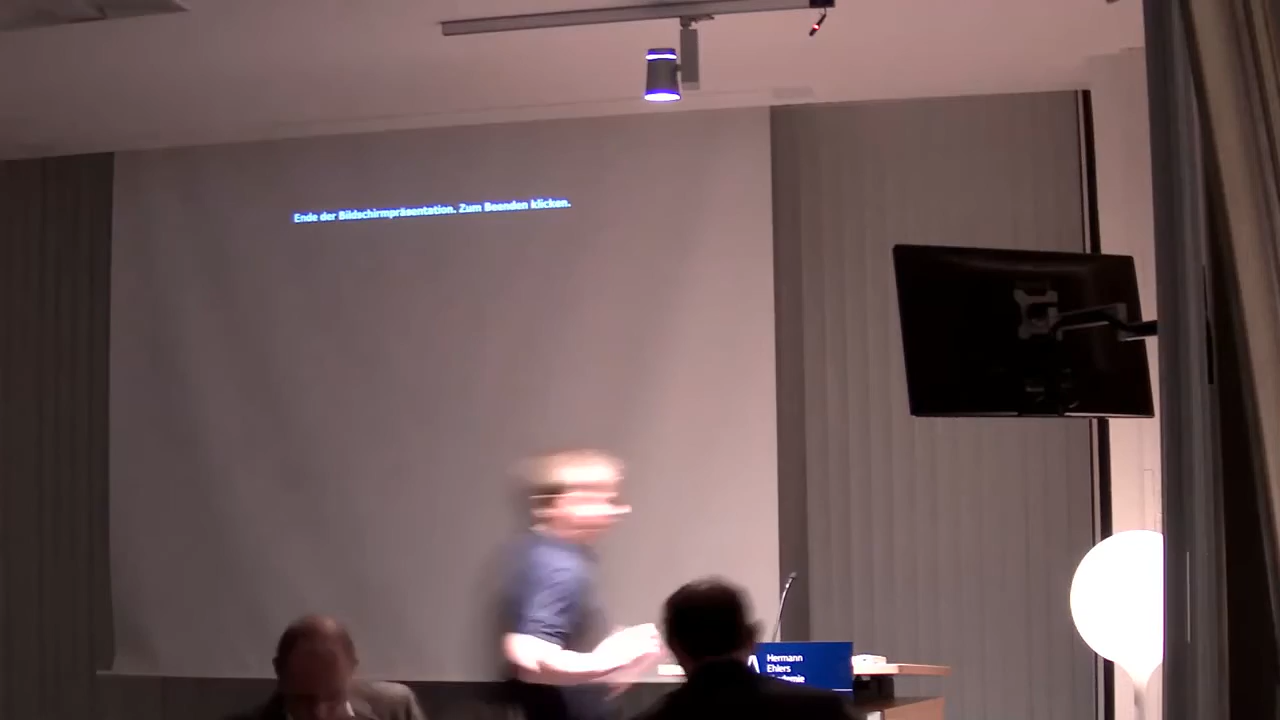 Ende der Bildschirmpräsentation. Zum Beenden klicken.
Hermann
Ehlers